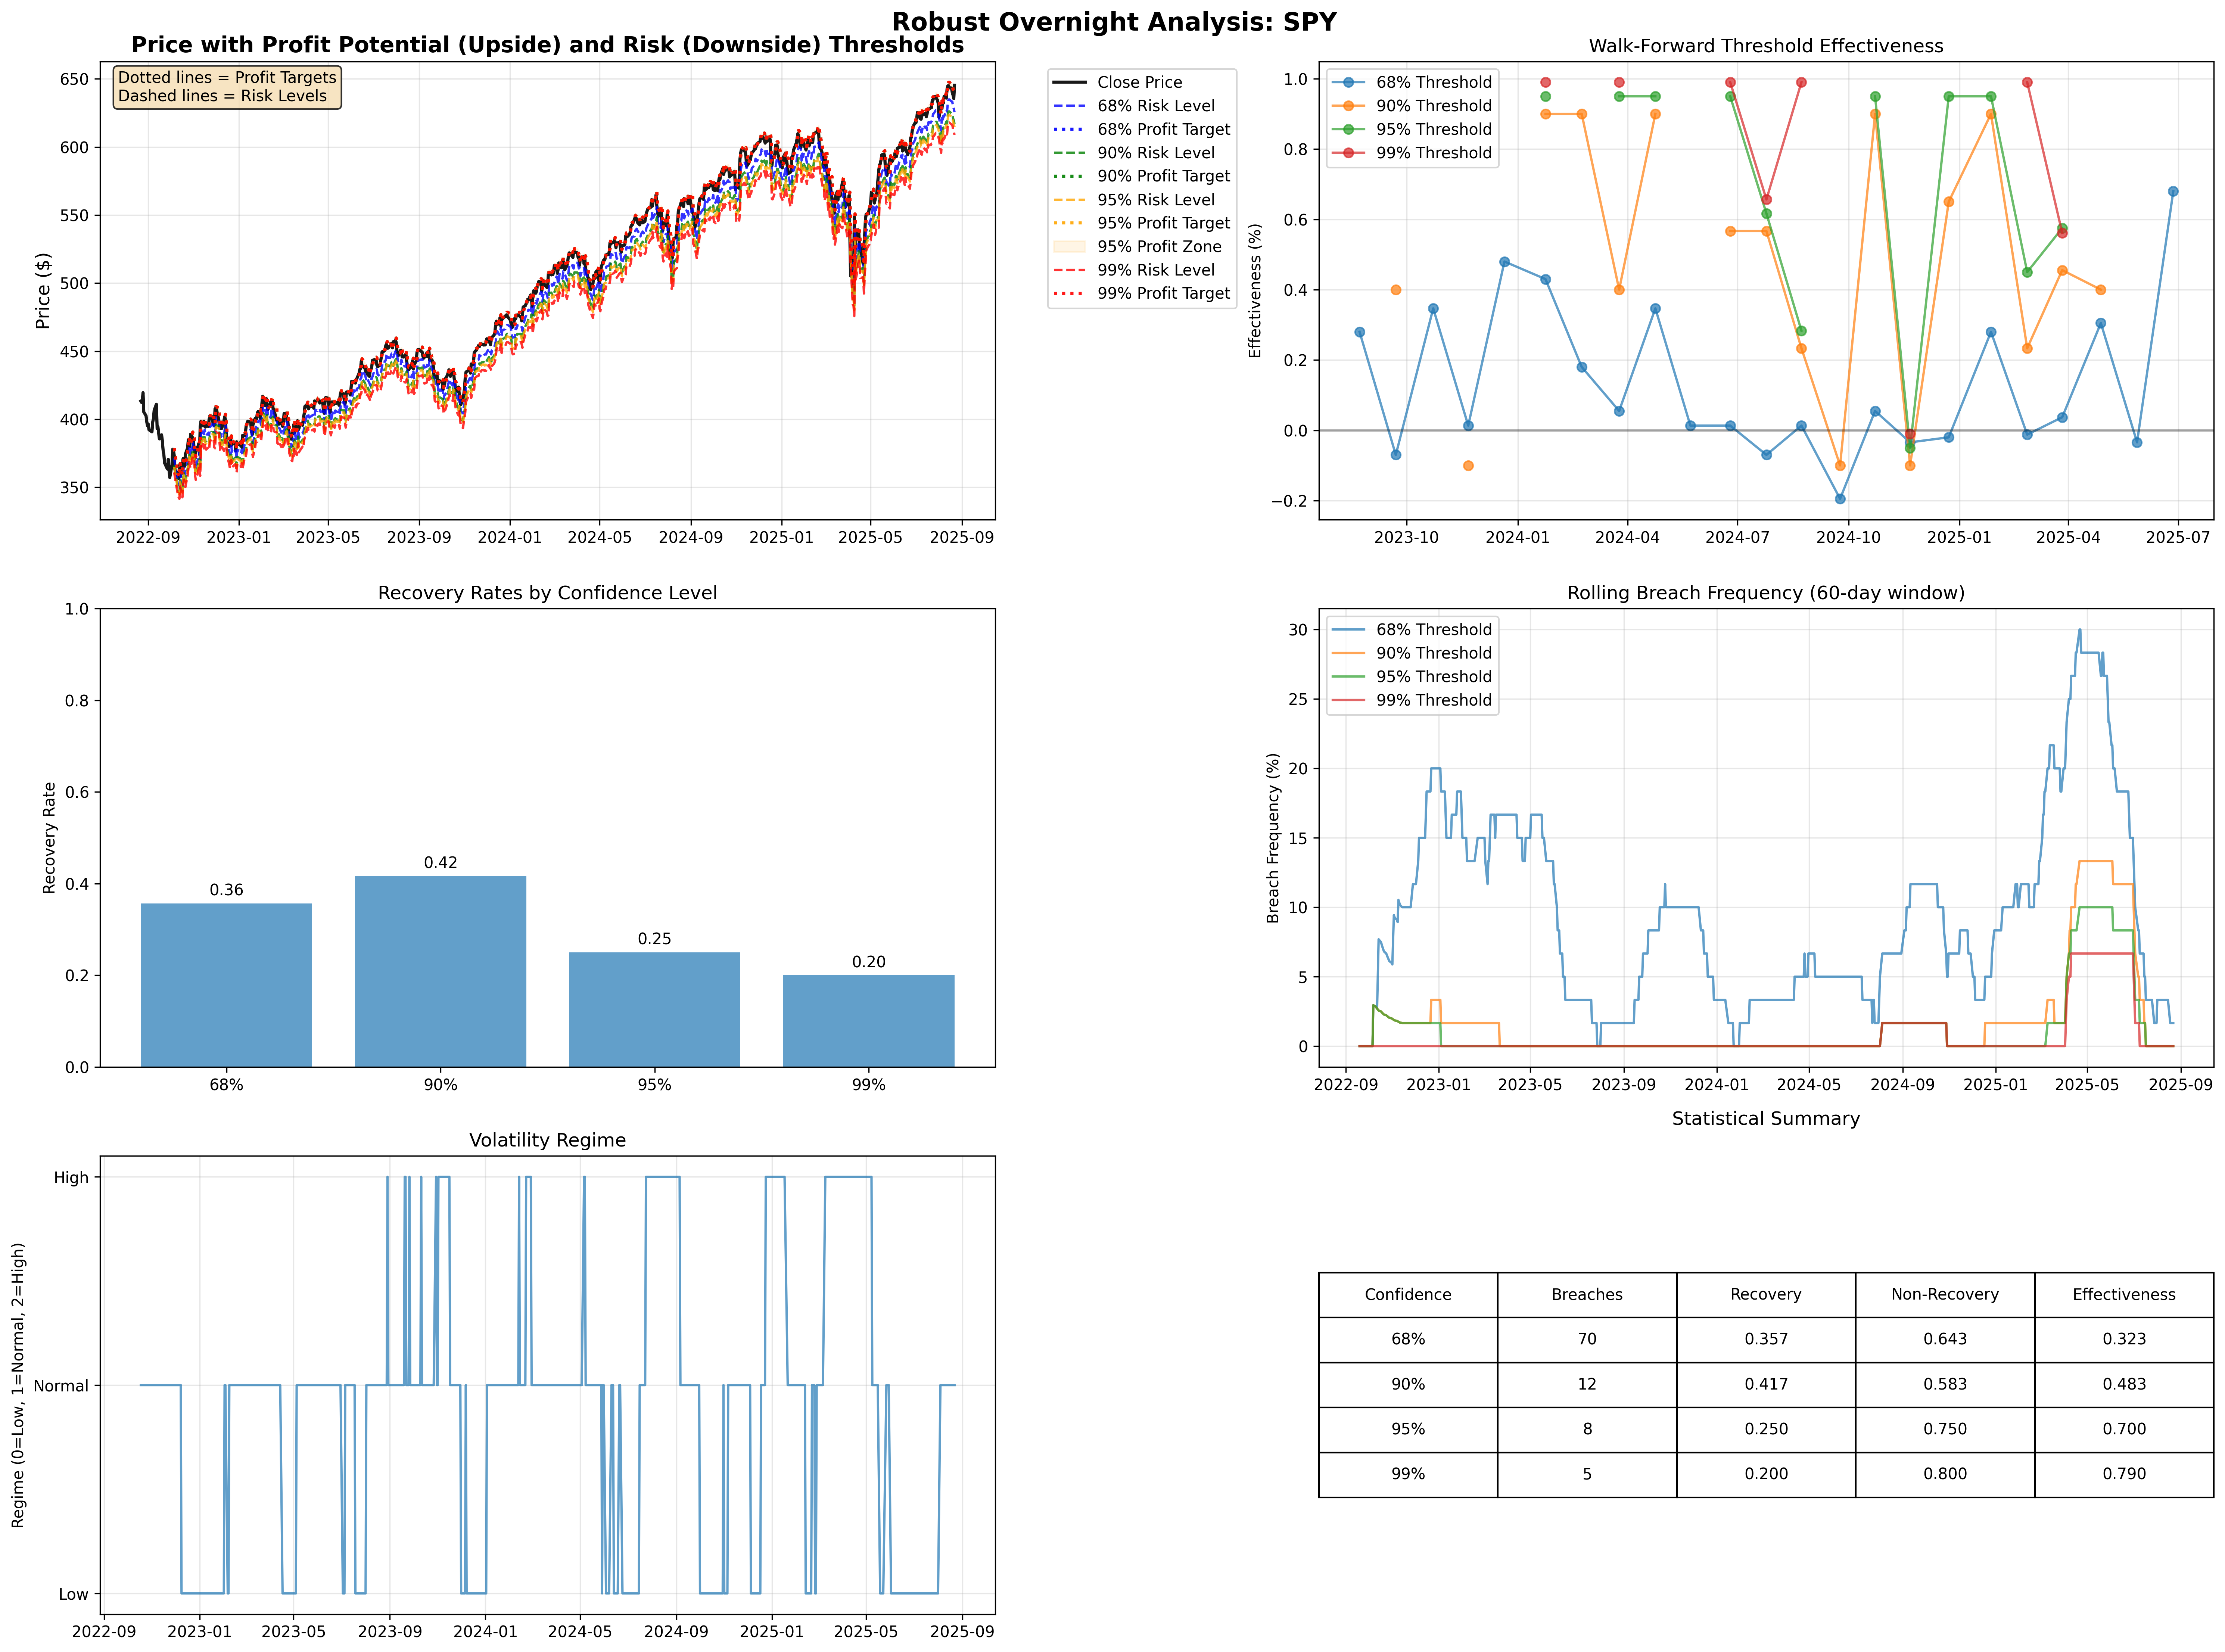 Robust Overnight Analysis: SPY
Price with Profit Potential (Upside) and Risk (Downside) Thresholds
Dotted lines = Profit Targets
Dashed lines = Risk Levels
Price ($)
650
600
550
500
450
400
350
2022-09 2023-01 2023-05 2023-09 2024-01 2024-05 2024-09 2025-01 2025-05 2025-09
Close Price
68% Risk Level
68% Profit Target
90% Risk Level
90% Profit Target
95% Risk Level
95% Profit Target
95% Profit Zone
99% Risk Level
99% Profit Target
Walk-Forward Threshold Effectiveness
68% Threshold
90% Threshold
95% Threshold
99% Threshold
Effectiveness (%)
1.0
0.8
0.6
0.4
0.2
0.0
−0.2
2023-10 2024-01 2024-04 2024-07 2024-10 2025-01 2025-04 2025-07
Recovery Rates by Confidence Level
Recovery Rate
1.0
0.8
0.6
0.4
0.2
0.0
0.36
0.42
0.25
0.20
68% 90% 95% 99%
Rolling Breach Frequency (60-day window)
68% Threshold
90% Threshold
95% Threshold
99% Threshold
Breach Frequency (%)
30
25
20
15
10
5
0
2022-09 2023-01 2023-05 2023-09 2024-01 2024-05 2024-09 2025-01 2025-05 2025-09
Volatility Regime
Regime (0=Low, 1=Normal, 2=High)
High
Normal
Low
2022-09 2023-01 2023-05 2023-09 2024-01 2024-05 2024-09 2025-01 2025-05 2025-09
Statistical Summary
Confidence Breaches Recovery Non-Recovery Effectiveness
68% 70 0.357 0.643 0.323
90% 12 0.417 0.583 0.483
95% 8 0.250 0.750 0.700
99% 5 0.200 0.800 0.790